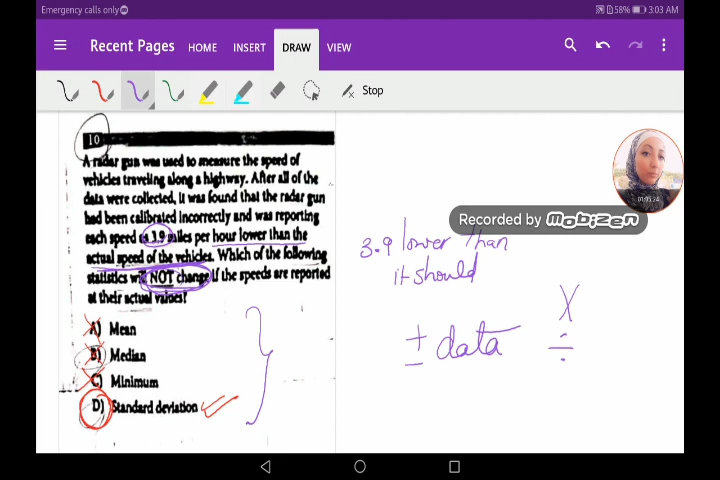 Emergency calls only
58% 3:03 AM
Recent Pages HOME INSERT DRAW VIEW
Stop
10
A radar gun was used to measure the speed of
vehicles traveling along a highway. After all of the
data were collected, it was found that the radar gun
had been calibrated incorrectly and was reporting
each speed as 3.9 miles per hour lower than the
actual speed of the vehicles. Which of the following
statistics will NOT change if the speeds are reported
at their actual values?
A) Mean
B) Median
C) Minimum
D) Standard deviation
01:05:24
Recorded by MOBIZEN
3.9 lower than
it should
± data × ÷